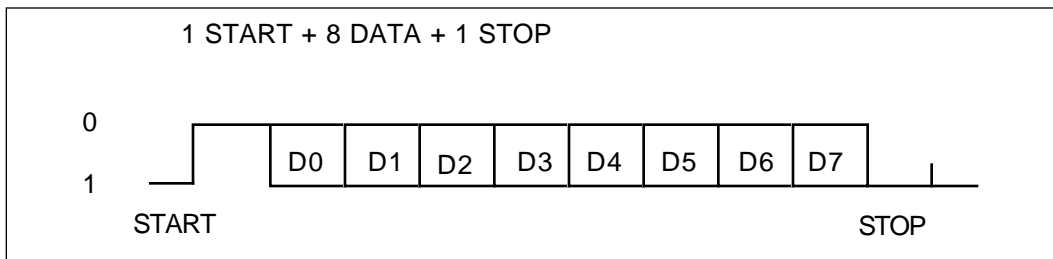 1 START + 8 DATA + 1 STOP
0
D0 D1 D2 D3 D4 D5 D6 D7
1
START STOP